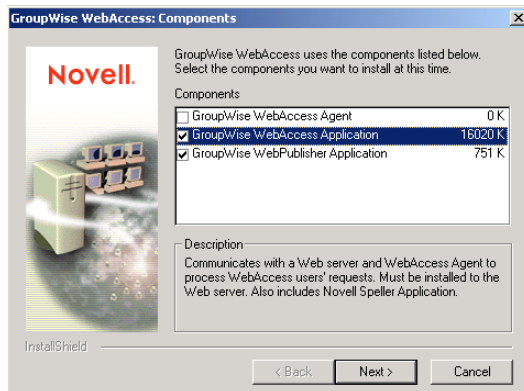 GroupWise WebAccess: Components
Novell.
GroupWise WebAccess uses the components listed below.
Select the components you want to install at this time.
Components
GroupWise WebAccess Agent 0 K
GroupWise WebAccess Application 16020 K
GroupWise WebPublisher Application 751 K
Description
Communicates with a Web server and WebAccess Agent to
process WebAccess users' requests. Must be installed to the
Web server. Also includes Novell Speller Application.
InstallShield
< Back
Next >
Cancel